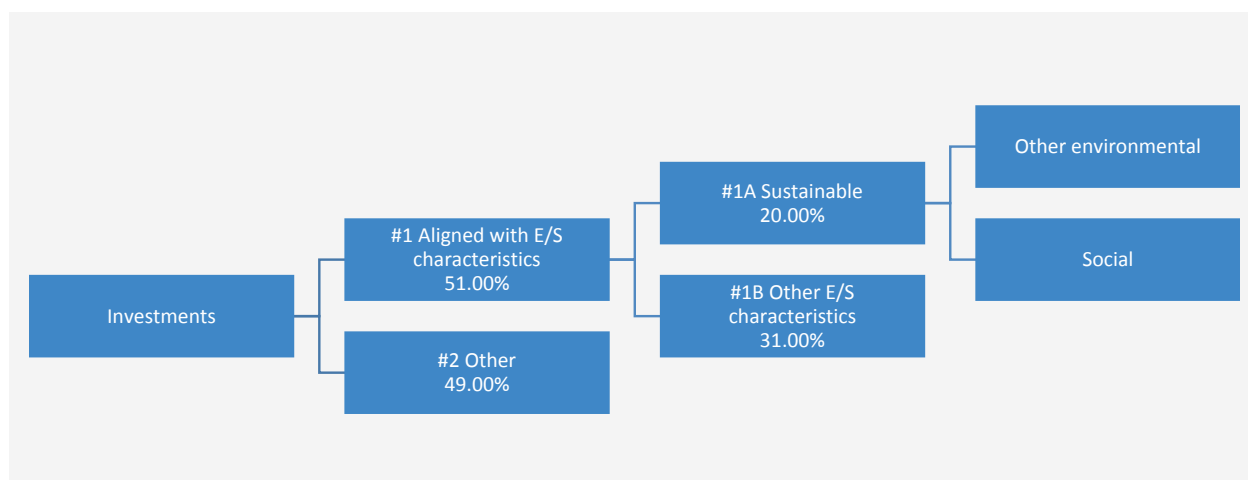 Investments
#1 Aligned with E/S
characteristics
51.00%
#2 Other
49.00%
#1A Sustainable
20.00%
#1B Other E/S
characteristics
31.00%
Other environmental
Social